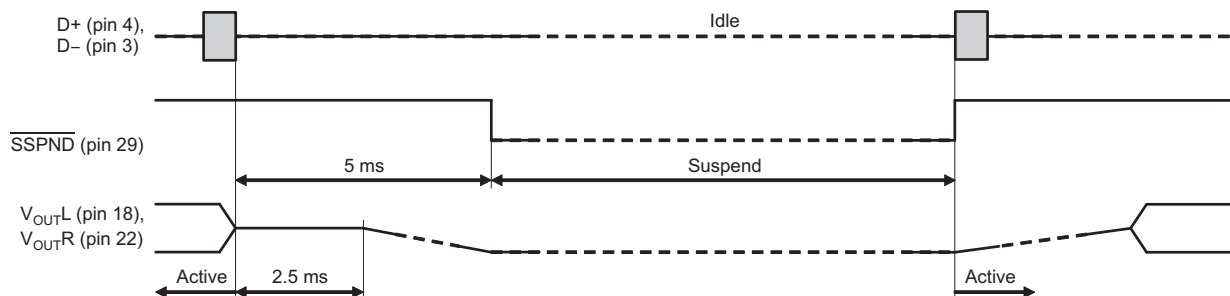 D+ (pin 4),
D− (pin 3)
Idle
SSPND (pin 29)
5 ms
Suspend
VOUTL (pin 18),
VOUTR (pin 22)
Active
2.5 ms
Active